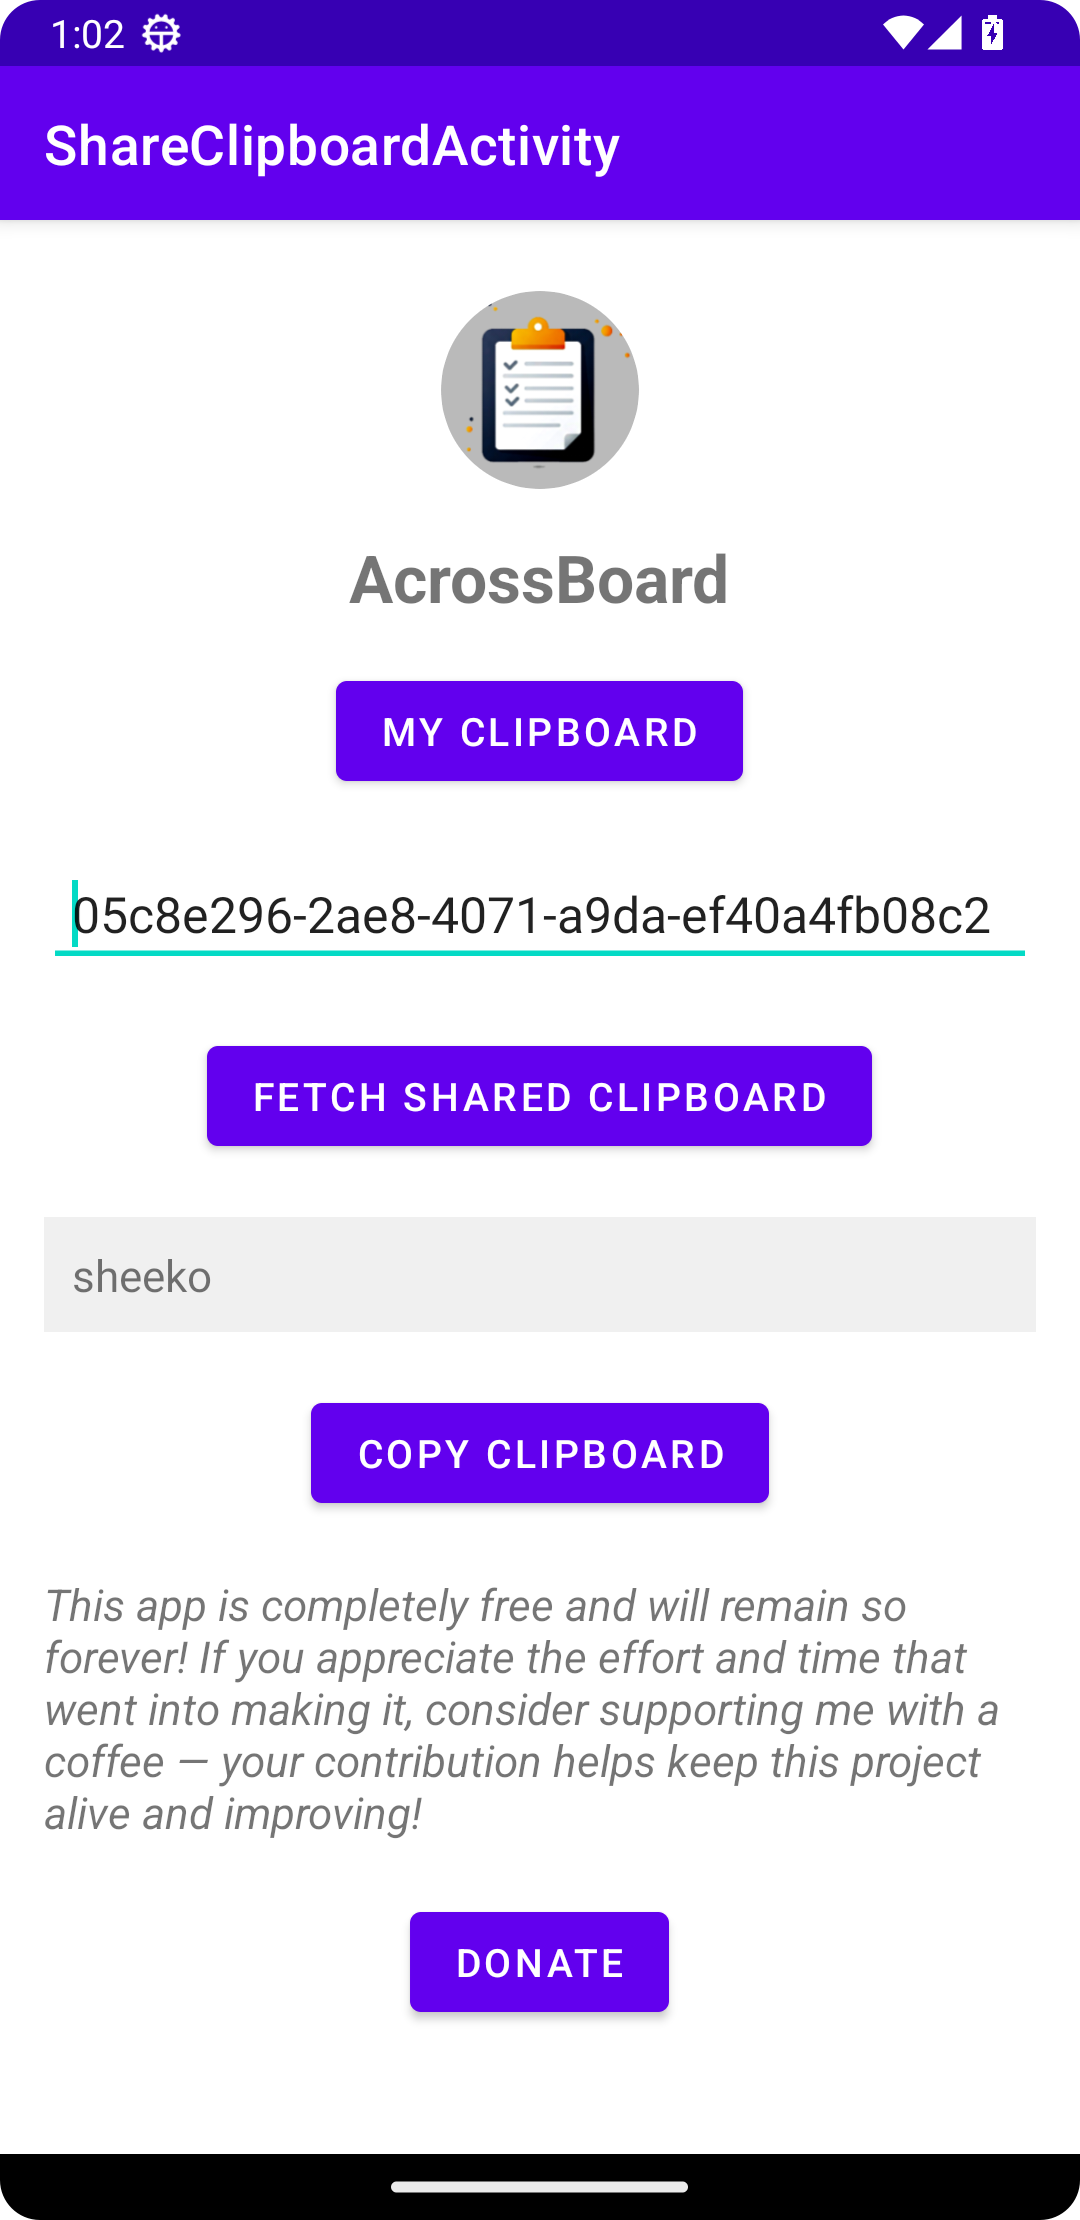 1:02
ShareClipboardActivity
AcrossBoard
MY CLIPBOARD
05c8e296-2ae8-4071-a9da-ef40a4fb08c2
FETCH SHARED CLIPBOARD
sheeko
COPY CLIPBOARD
This app is completely free and will remain so
forever! If you appreciate the effort and time that
went into making it, consider supporting me with a
coffee — your contribution helps keep this project
alive and improving!
DONATE